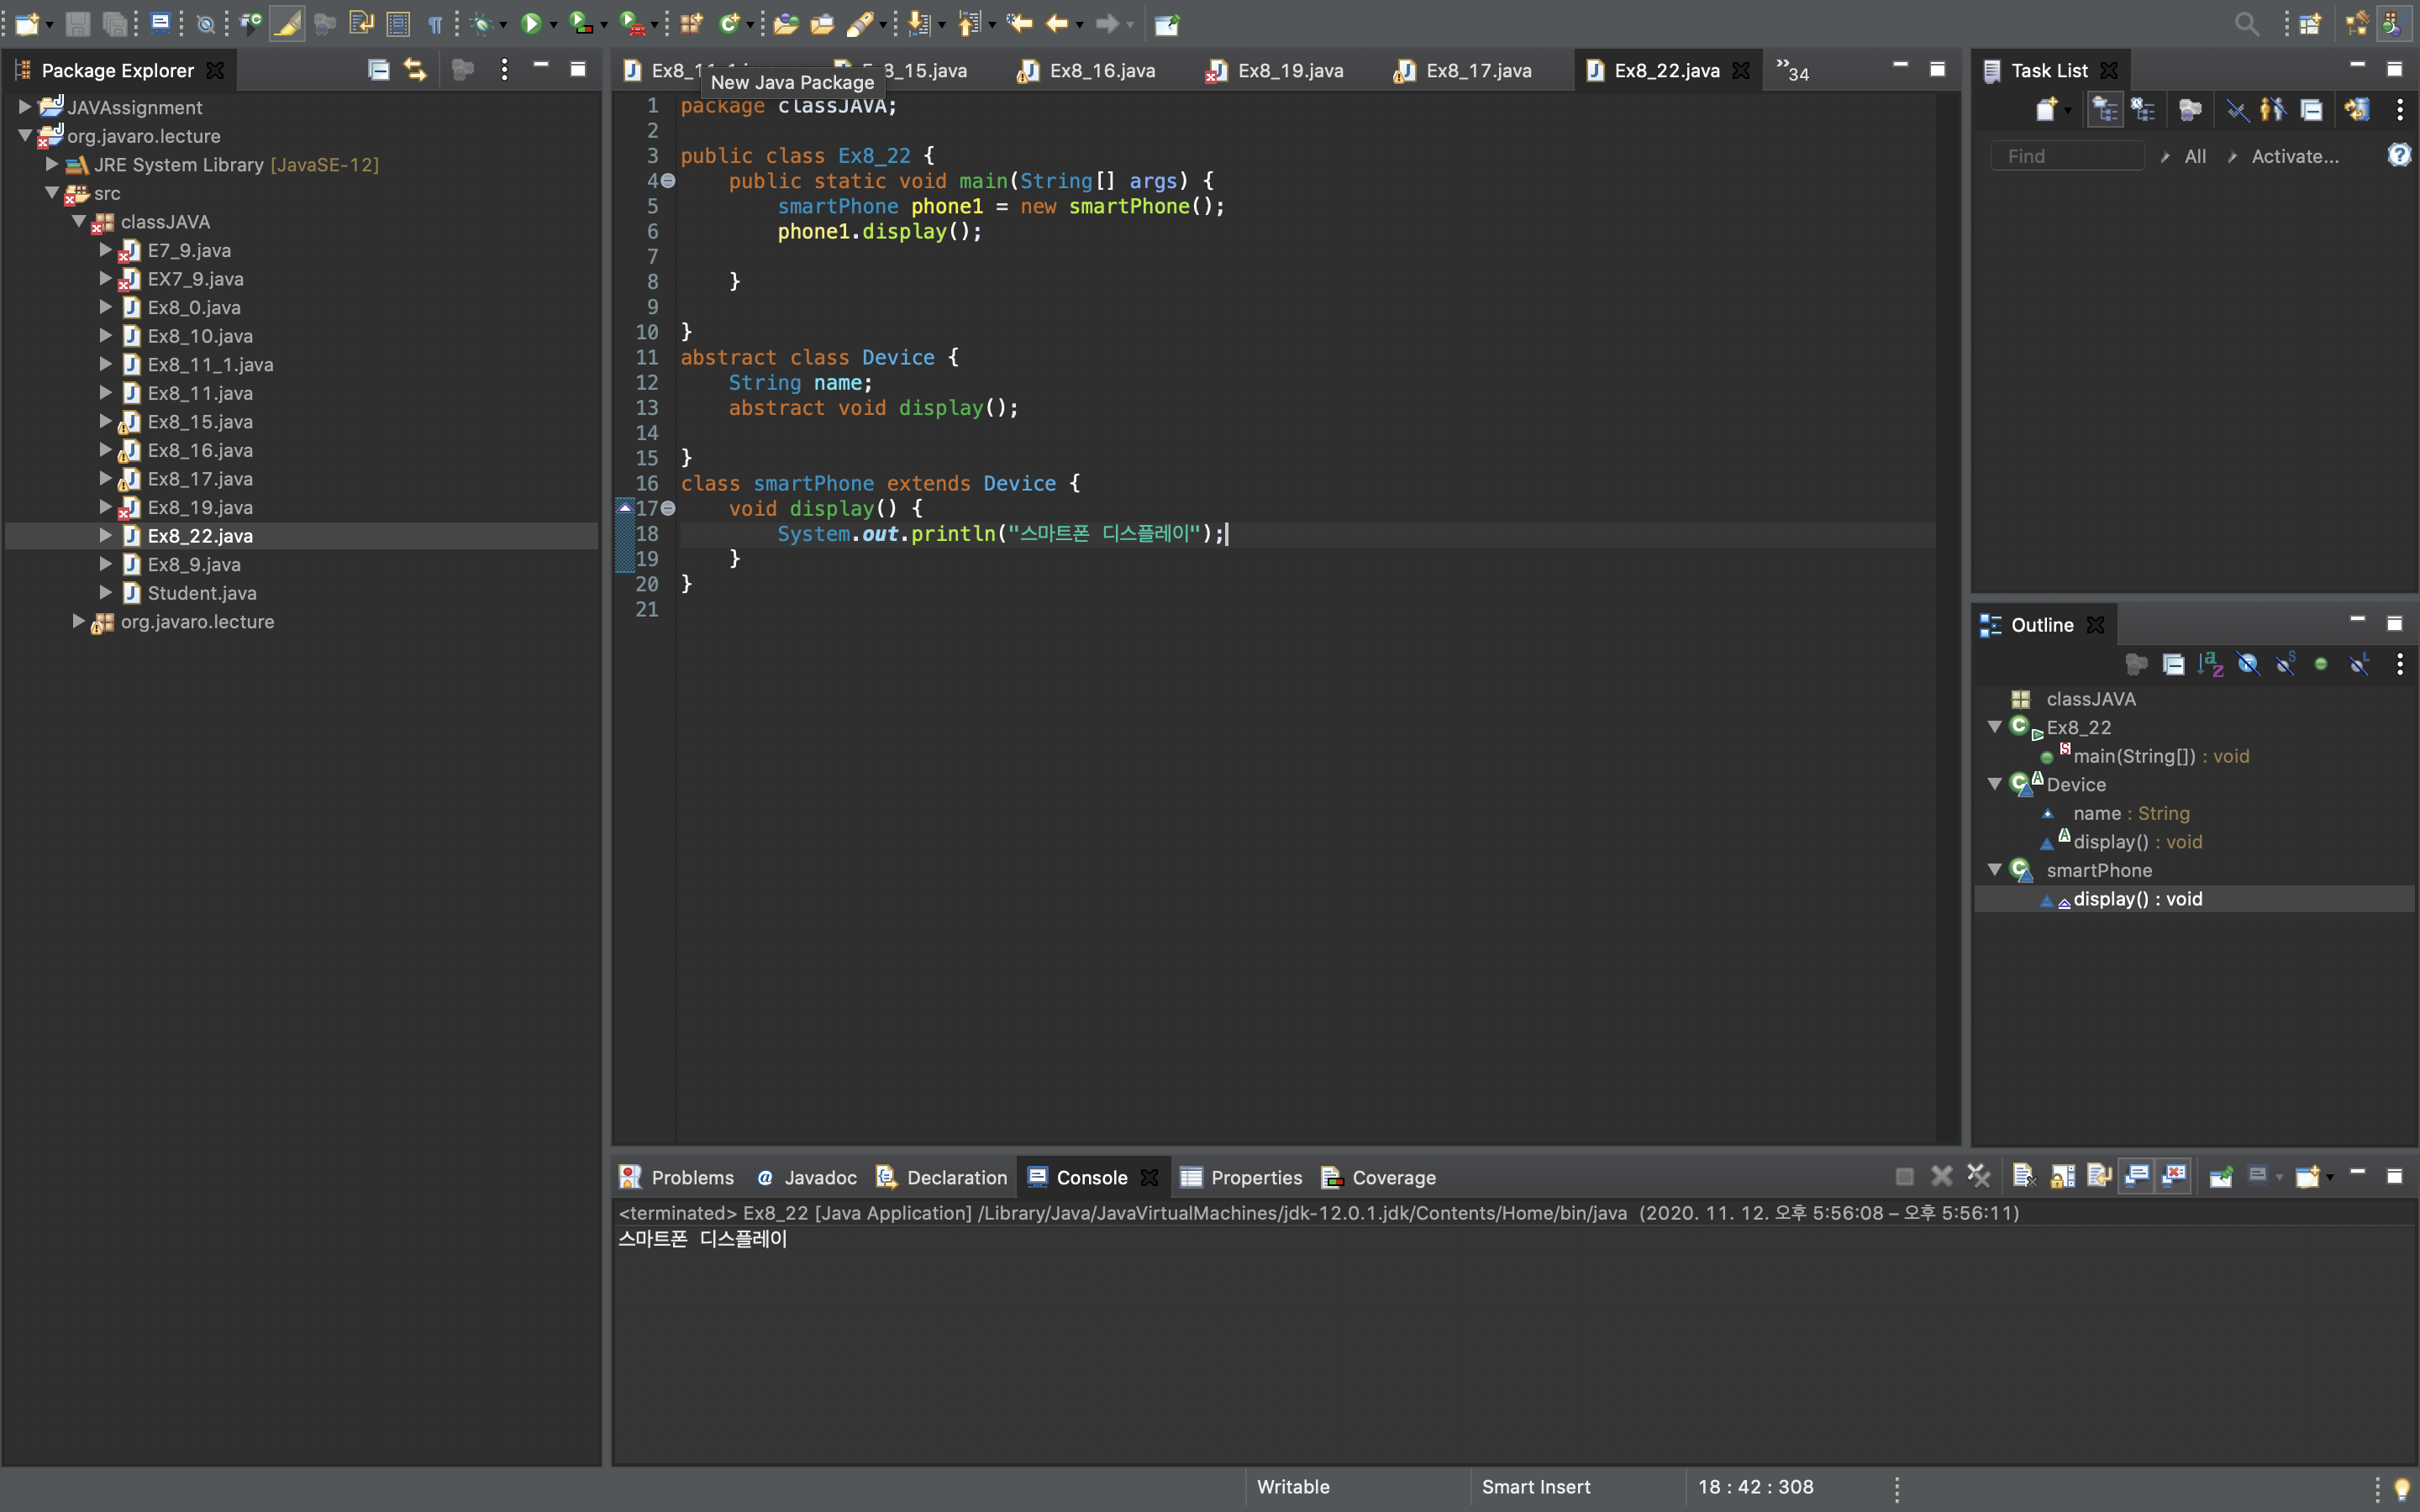 Package Explorer
JAVAssignment
org.javaro.lecture
JRE System Library [JavaSE-12]
src
classJAVA
E7_9.java
EX7_9.java
Ex8_0.java
Ex8_10.java
Ex8_11_1.java
Ex8_11.java
Ex8_15.java
Ex8_16.java
Ex8_17.java
Ex8_19.java
Ex8_22.java
Ex8_9.java
Student.java
org.javaro.lecture
Ex8_15.java Ex8_16.java Ex8_19.java Ex8_17.java Ex8_22.java »34
New Java Package
1 package classJAVA;
2
3 public class Ex8_22 {
4 public static void main(String[] args) {
5 smartPhone phone1 = new smartPhone();
6 phone1.display();
7
8 }
9
10 }
11 abstract class Device {
12 String name;
13 abstract void display();
14
15 }
16 class smartPhone extends Device {
17 void display() {
18 System.out.println("스마트폰 디스플레이");
19 }
20 }
21
Task List
Find All Activate...
Outline
classJAVA
Ex8_22
main(String[]) : void
Device
name : String
display() : void
smartPhone
display() : void
Problems Javadoc Declaration Console Properties Coverage
<terminated> Ex8_22 [Java Application] /Library/Java/JavaVirtualMachines/jdk-12.0.1.jdk/Contents/Home/bin/java (2020. 11. 12. 오후 5:56:08 – 오후 5:56:11)
스마트폰 디스플레이
Writable Smart Insert 18 : 42 : 308